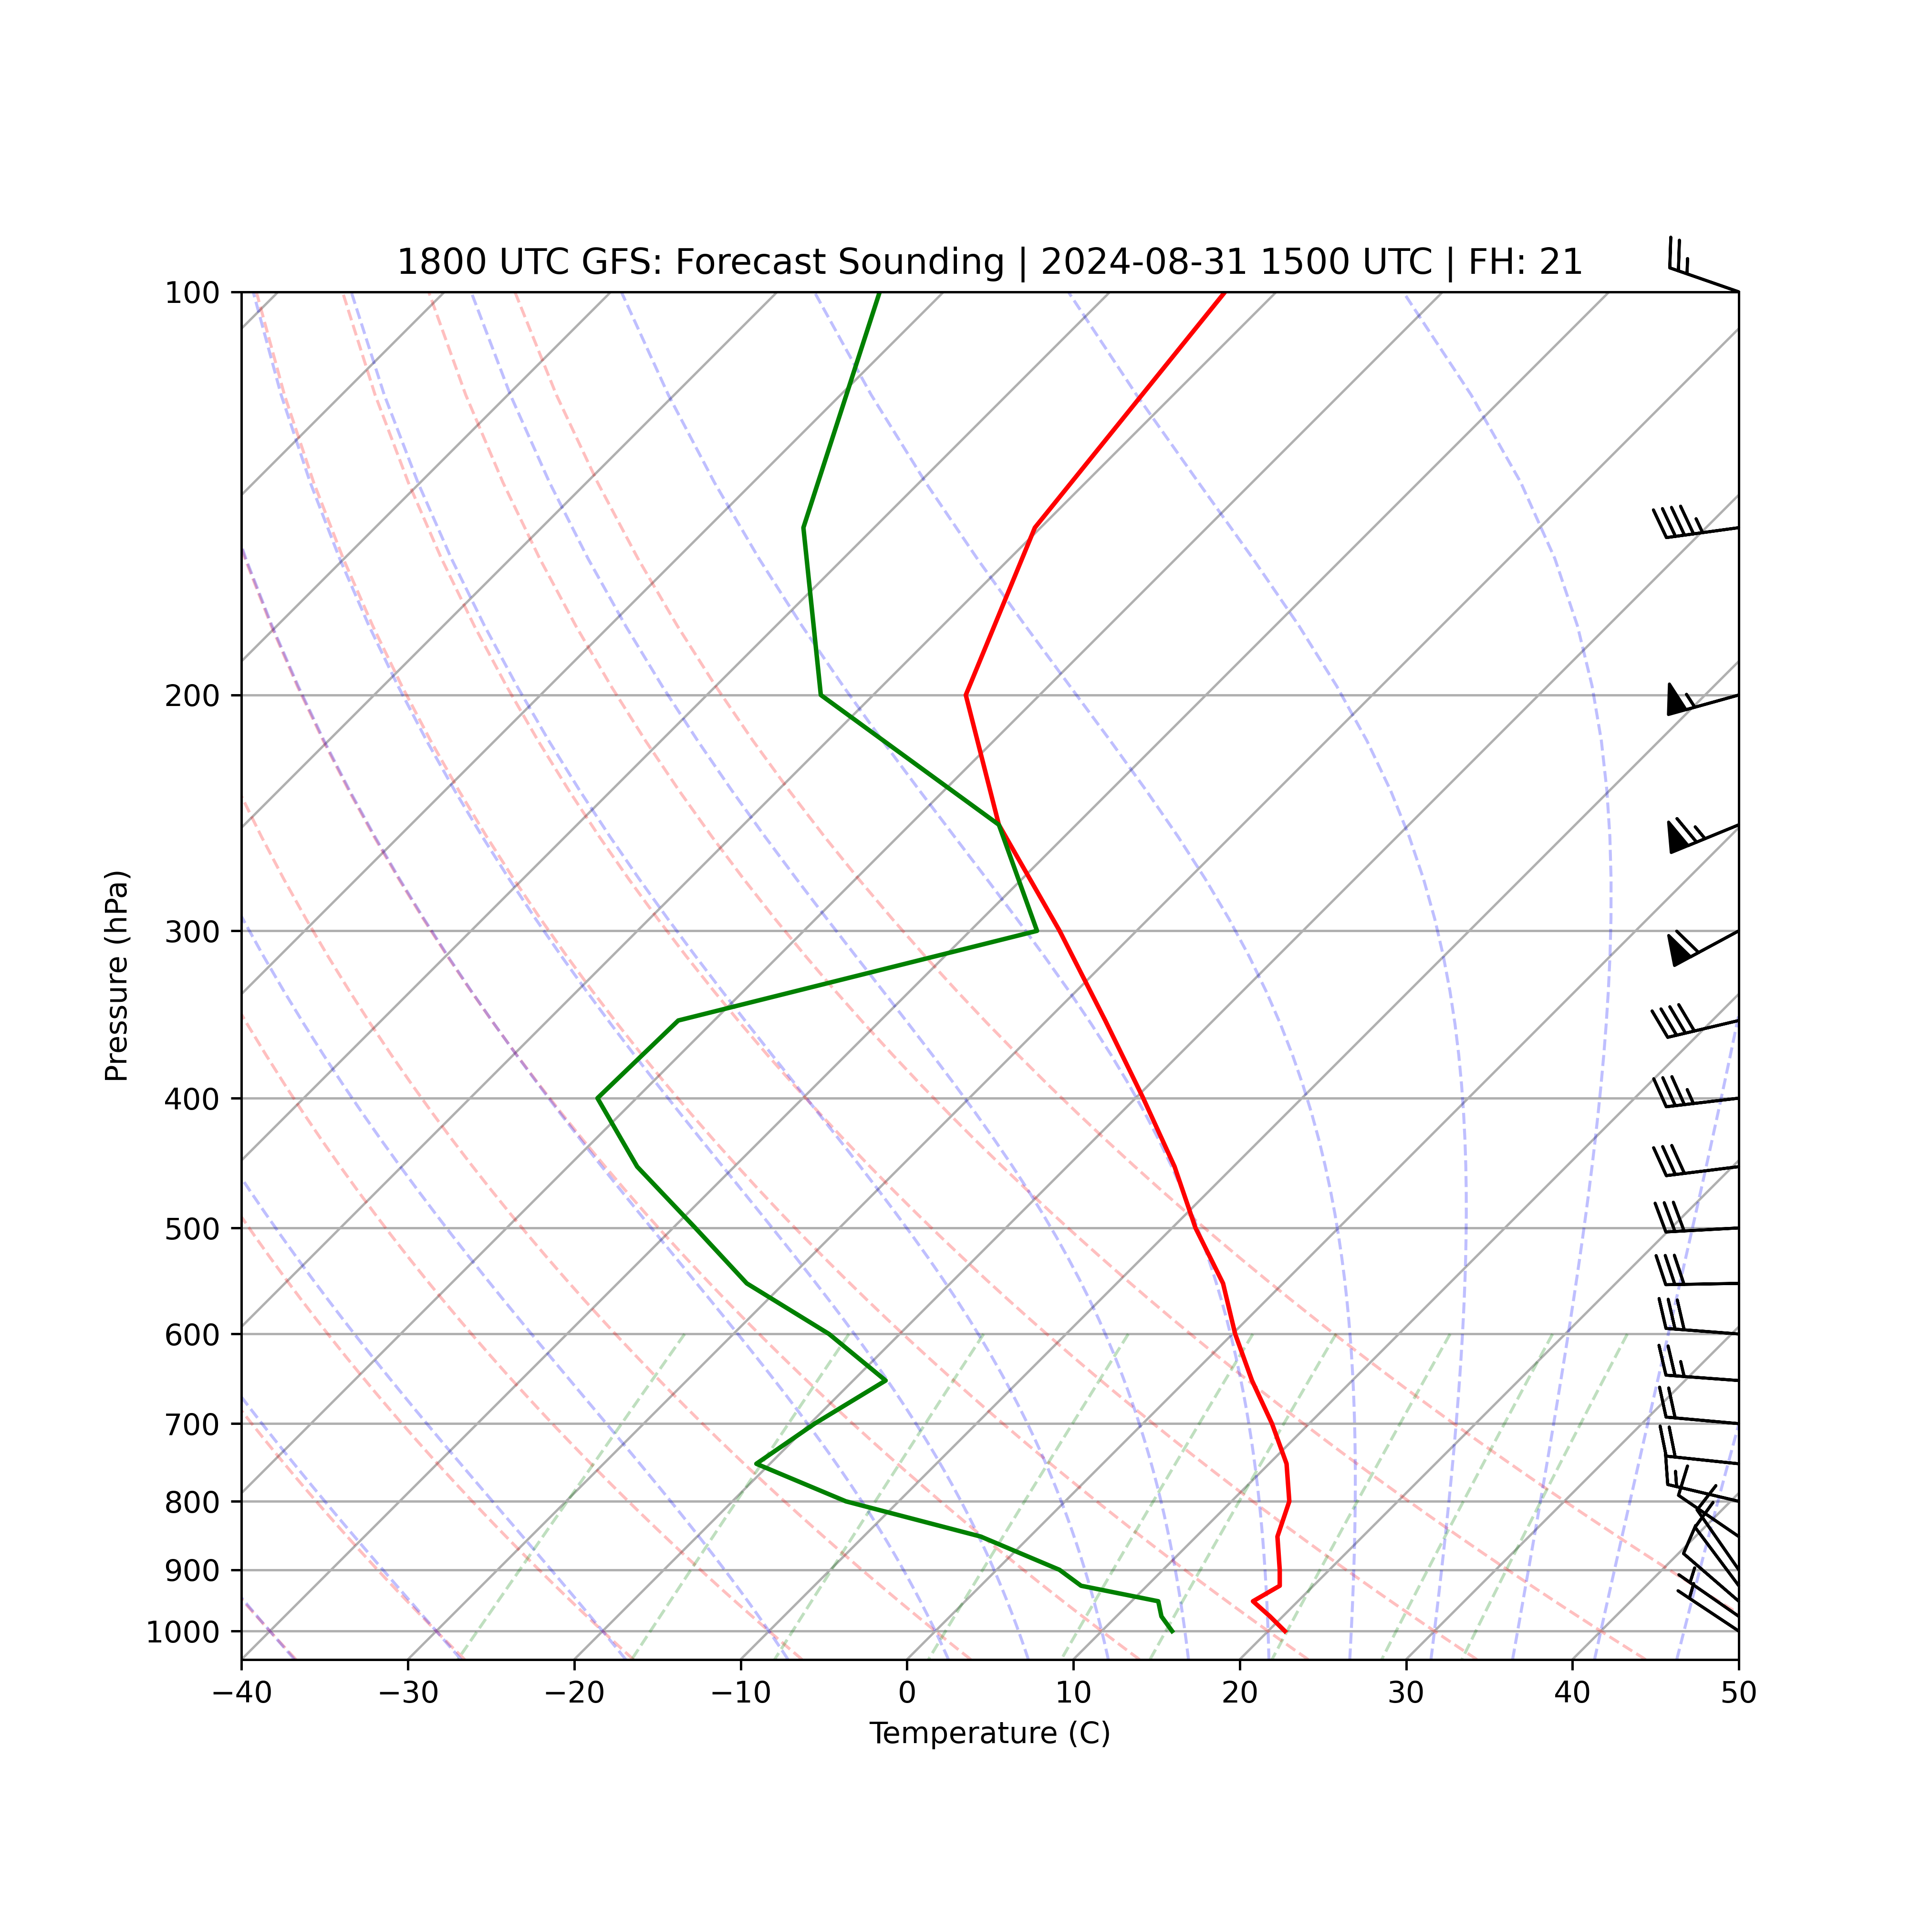 1800 UTC GFS: Forecast Sounding | 2024-08-31 1500 UTC | FH: 21
100
200
300
400
500
600
700
800
900
1000
Pressure (hPa)
−40 −30 −20 −10 0 10 20 30 40 50
Temperature (C)